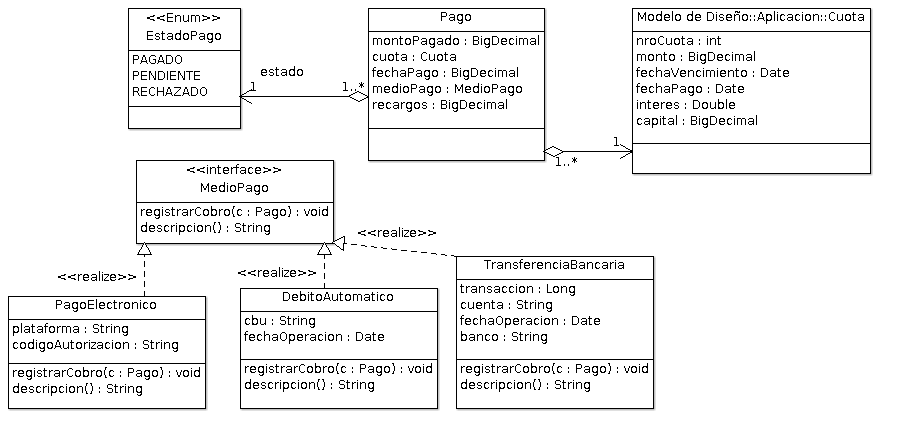 <<Enum>>
EstadoPago
PAGADO
PENDIENTE
RECHAZADO
estado
1
1..*
Pago
montoPagado : BigDecimal
cuota : Cuota
fechaPago : BigDecimal
medioPago : MedioPago
recargos : BigDecimal
1..*
1
Modelo de Diseño::Aplicacion::Cuota
nroCuota : int
monto : BigDecimal
fechaVencimiento : Date
fechaPago : Date
interes : Double
capital : BigDecimal
<<interface>>
MedioPago
registrarCobro(c : Pago) : void
descripcion() : String
<<realize>>
<<realize>>
<<realize>>
PagoElectronico
plataforma : String
codigoAutorizacion : String
registrarCobro(c : Pago) : void
descripcion() : String
DebitoAutomatico
cbu : String
fechaOperacion : Date
registrarCobro(c : Pago) : void
descripcion() : String
TransferenciaBancaria
transaccion : Long
cuenta : String
fechaOperacion : Date
banco : String
registrarCobro(c : Pago) : void
descripcion() : String